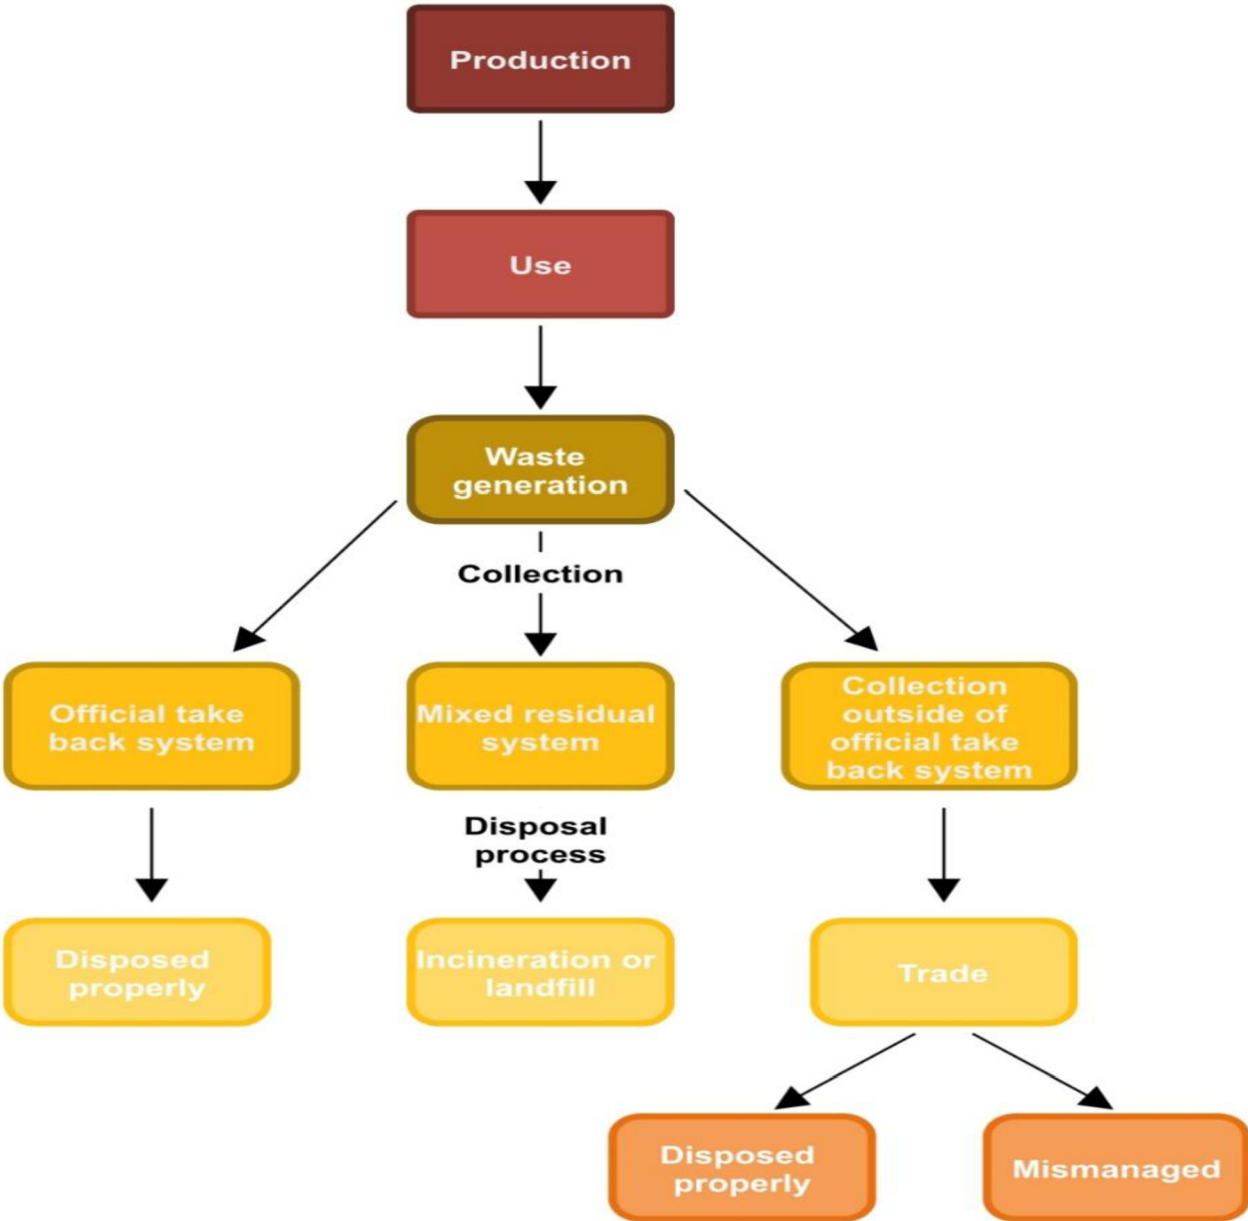 Production
Use
Waste
generation
Collection
Official take
back system
Mixed residual
system
Collection
outside of
official take
back system
Disposal
process
Disposed
properly
Incineration or
landfill
Trade
Disposed
properly
Mismanaged